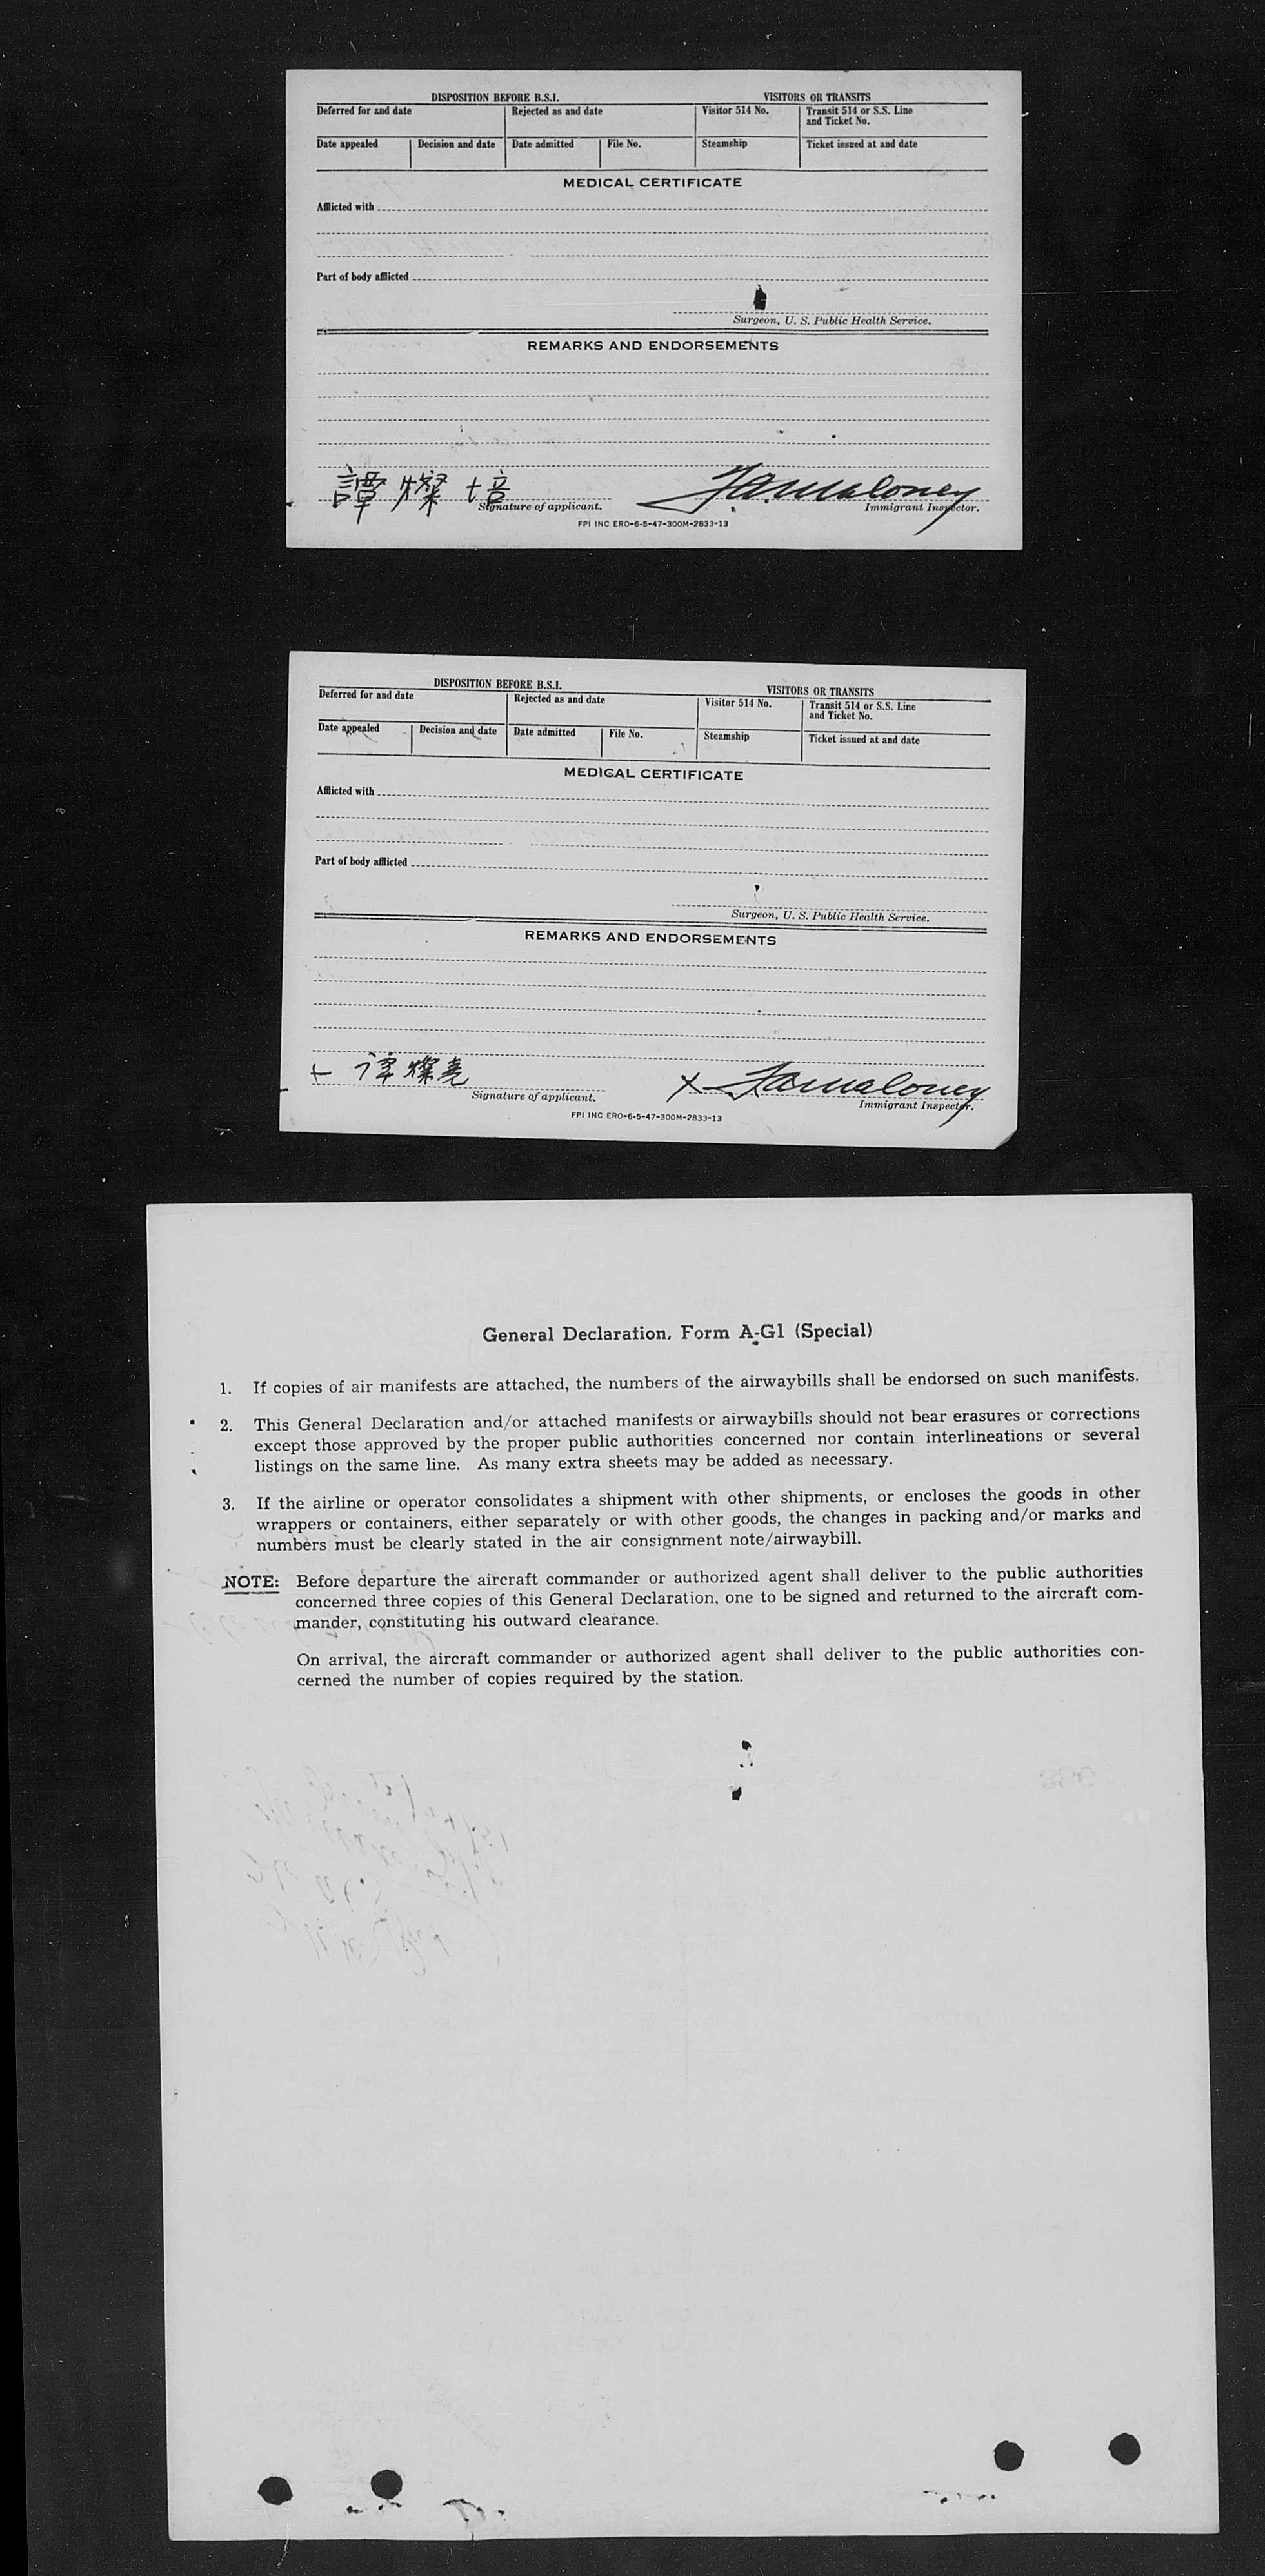 DISPOSITION BEFORE B.S.I. VISITORS OR TRANSITS
Deferred for and date Rejected as and date Visitor 514 No. Transit 514 or S.S. Line
and Ticket No.
Date appealed Decision and date Date admitted File No. Steamship Ticket issued at and date
MEDICAL CERTIFICATE
Afflicted with
Part of body afflicted
Surgeon, U. S. Public Health Service.
REMARKS AND ENDORSEMENTS
譚燦培 Famaloney
Signature of applicant. Immigrant Inspector.
FPI INC ERO-6-5-47-300M-2833-13
DISPOSITION BEFORE B.S.I. VISITORS OR TRANSITS
Deferred for and date Rejected as and date Visitor 514 No. Transit 514 or S.S. Line
and Ticket No.
Date appealed Decision and date Date admitted File No. Steamship Ticket issued at and date
MEDICAL CERTIFICATE
Afflicted with
Part of body afflicted
Surgeon, U. S. Public Health Service.
REMARKS AND ENDORSEMENTS
x 譚燦亮 x Famaloney
Signature of applicant. Immigrant Inspector.
FPI INC ERO-6-5-47-300M-2833-13
General Declaration, Form A-G1 (Special)
1. If copies of air manifests are attached, the numbers of the airwaybills shall be endorsed on such manifests.
2. This General Declaration and/or attached manifests or airwaybills should not bear erasures or corrections
except those approved by the proper public authorities concerned nor contain interlineations or several
listings on the same line. As many extra sheets may be added as necessary.
3. If the airline or operator consolidates a shipment with other shipments, or encloses the goods in other
wrappers or containers, either separately or with other goods, the changes in packing and/or marks and
numbers must be clearly stated in the air consignment note/airwaybill.
NOTE: Before departure the aircraft commander or authorized agent shall deliver to the public authorities
concerned three copies of this General Declaration, one to be signed and returned to the aircraft com-
mander, constituting his outward clearance.
On arrival, the aircraft commander or authorized agent shall deliver to the public authorities con-
cerned the number of copies required by the station.